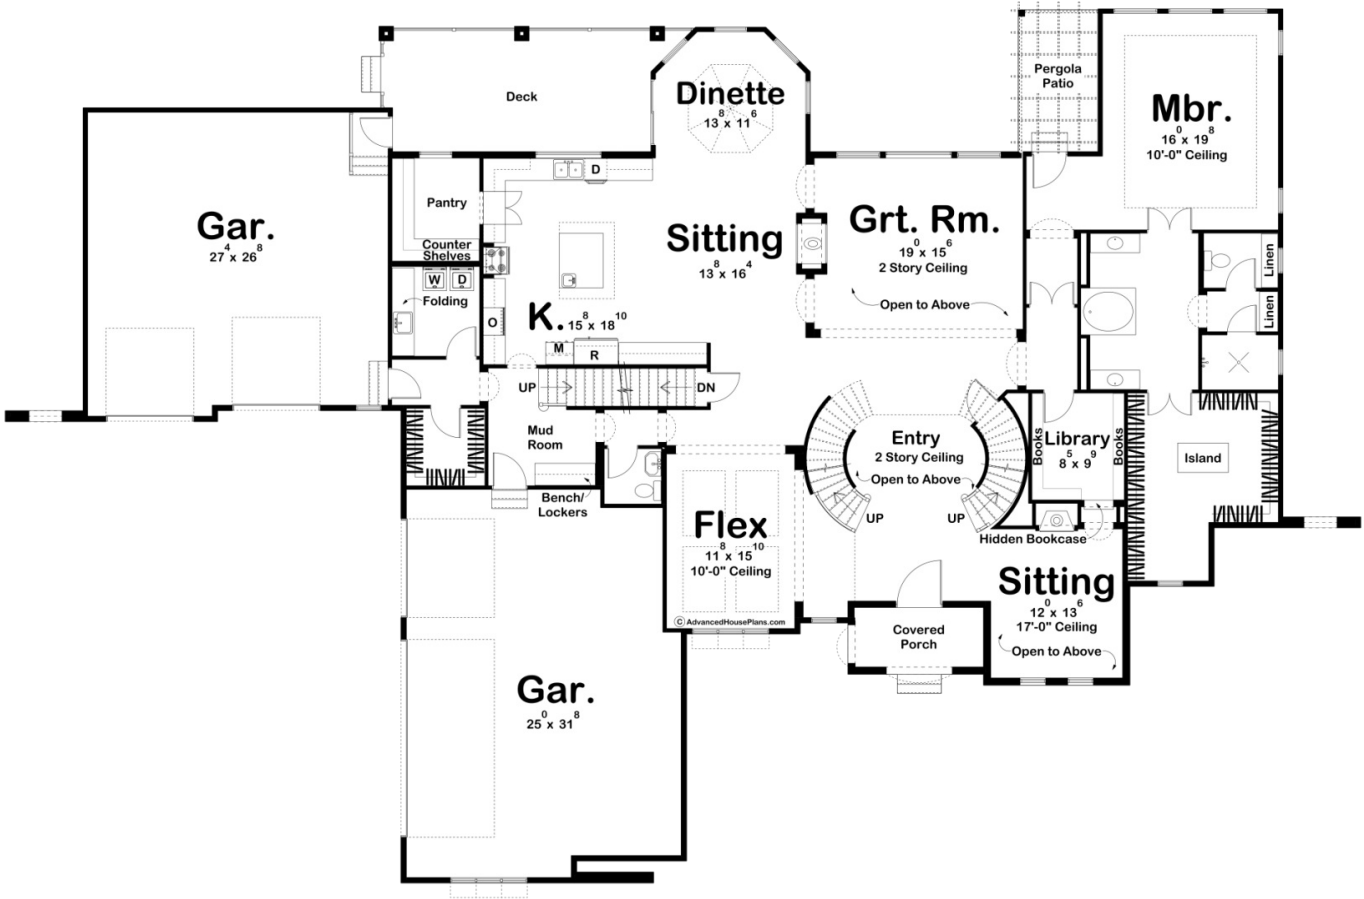 Deck
Dinette
13⁸ x 11⁶
Pergola
Patio
Mbr.
16⁰ x 19⁸
10'-0" Ceiling
Gar.
27⁴ x 26⁸
Pantry
Counter
Shelves
D
Sitting
13⁸ x 16⁴
Grt. Rm.
19⁰ x 15⁶
2 Story Ceiling
Open to Above
Linen
Linen
W
D
Folding
O
K.
15⁸ x 18¹⁰
M
R
UP
DN
Mud
Room
Bench/
Lockers
Entry
2 Story Ceiling
Open to Above
UP
UP
Books
Library
5⁵ x 9⁹
Books
Island
Flex
11⁸ x 15¹⁰
10'-0" Ceiling
© AdvancedHousePlans.com
Hidden Bookcase
Sitting
12⁰ x 13⁶
17'-0" Ceiling
Open to Above
Covered
Porch
Gar.
25⁰ x 31⁸